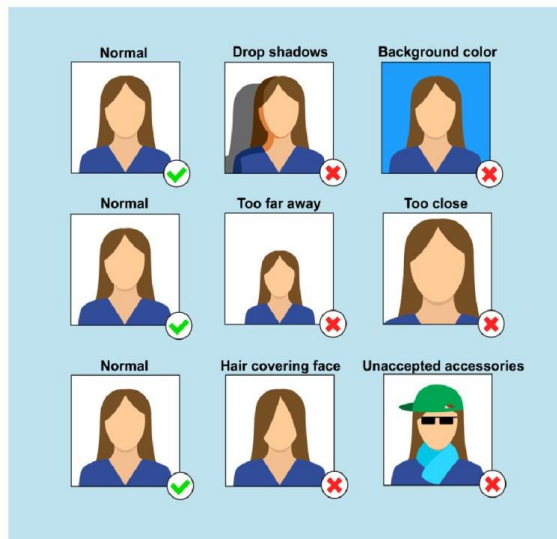 Normal
Drop shadows
Background color
Normal
Too far away
Too close
Normal
Hair covering face
Unaccepted accessories